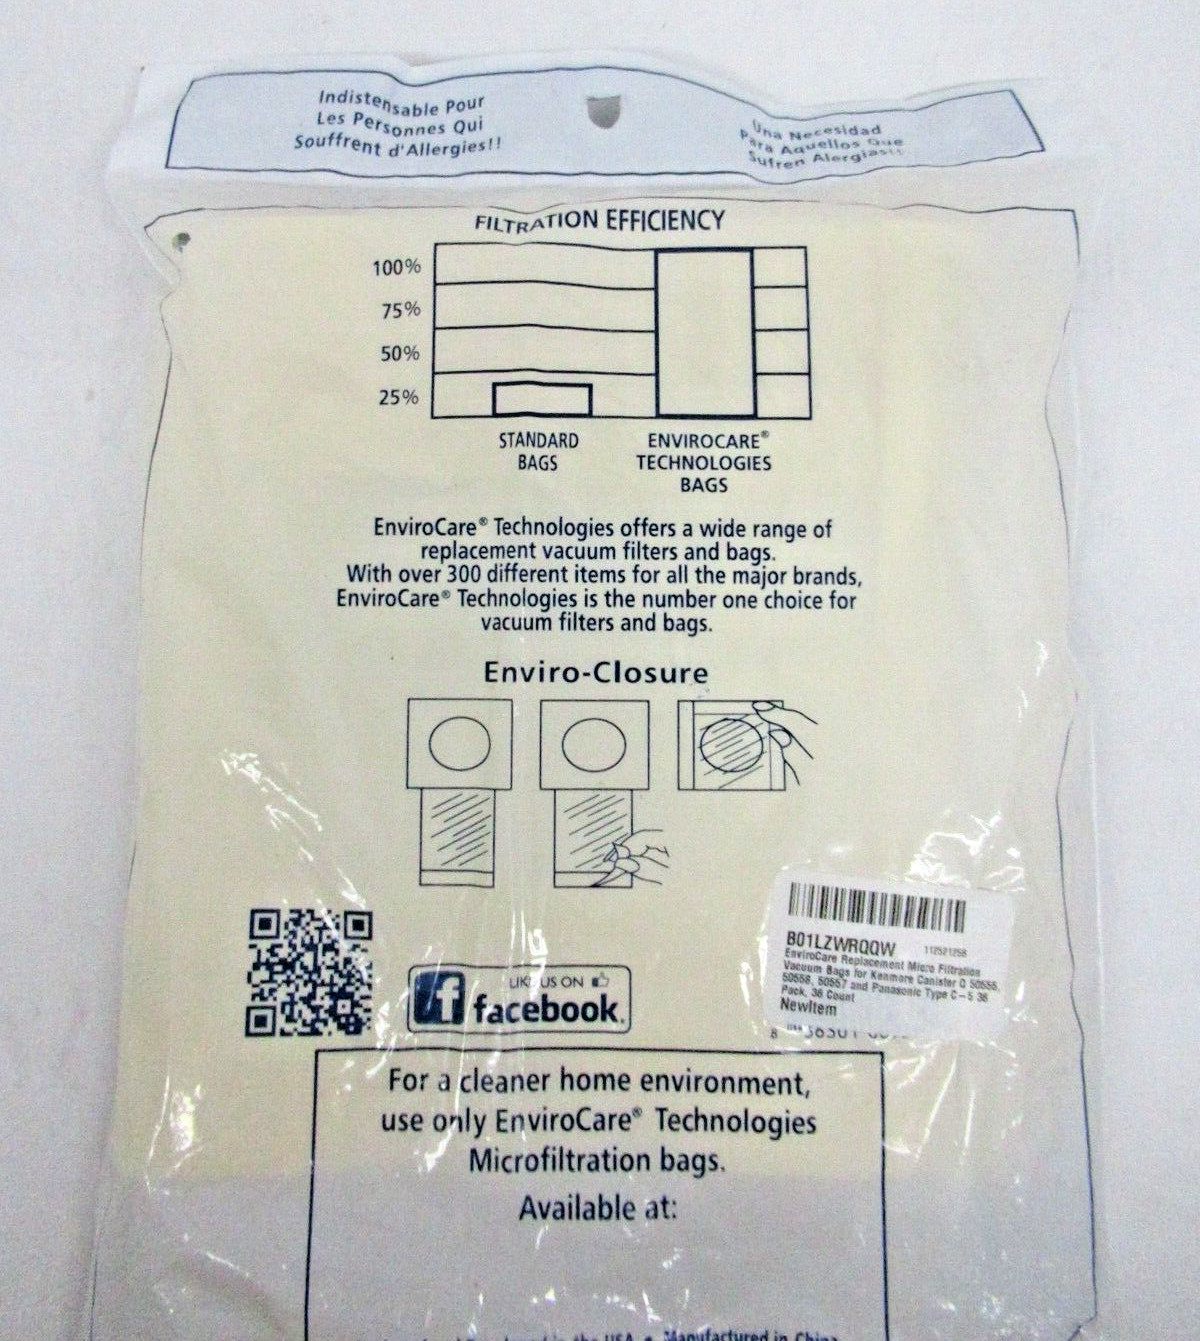 Indistensable Pour
Les Personnes Qui
Souffrent d'Allergies!!
Una Necesidad
Para Aquellos Que
Sufren Alergias!!
FILTRATION EFFICIENCY
100%
75%
50%
25%
STANDARD
BAGS
ENVIROCARE®
TECHNOLOGIES
BAGS
EnviroCare® Technologies offers a wide range of
replacement vacuum filters and bags.
With over 300 different items for all the major brands,
EnviroCare® Technologies is the number one choice for
vacuum filters and bags.
Enviro-Closure
B01LZWRQQW 112521258
EnviroCare Replacement Micro Filtration
Vacuum Bags for Kenmore Canister Q 50555,
50558, 50557 and Panasonic Type C-5 36
Pack, 36 Count
NewItem
8
f LIKE US ON
facebook.
For a cleaner home environment,
use only EnviroCare® Technologies
Microfiltration bags.
Available at:
in the USA • Manufactured in China